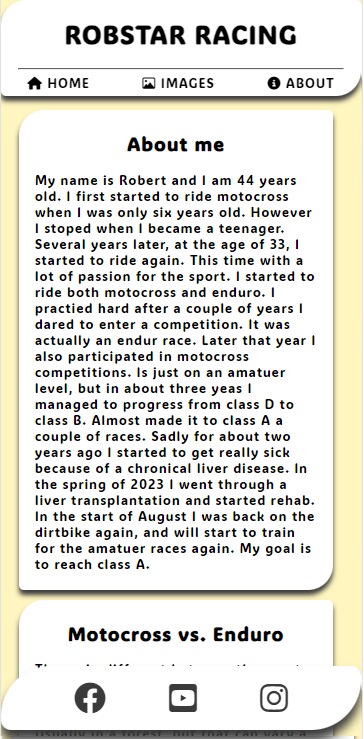 ROBSTAR RACING
HOME IMAGES ABOUT
About me
My name is Robert and I am 44 years
old. I first started to ride motocross
when I was only six years old. However
I stoped when I became a teenager.
Several years later, at the age of 33, I
started to ride again. This time with a
lot of passion for the sport. I started to
ride both motocross and enduro. I
practied hard after a couple of years I
dared to enter a competition. It was
actually an endur race. Later that year I
also participated in motocross
competitions. Is just on an amatuer
level, but in about three yeas I
managed to progress from class D to
class B. Almost made it to class A a
couple of races. Sadly for about two
years ago I started to get really sick
because of a chronical liver disease. In
the spring of 2023 I went through a
liver transplantation and started rehab.
In the start of August I was back on the
dirtbike again, and will start to train
for the amatuer races again. My goal is
to reach class A.
Motocross vs. Enduro